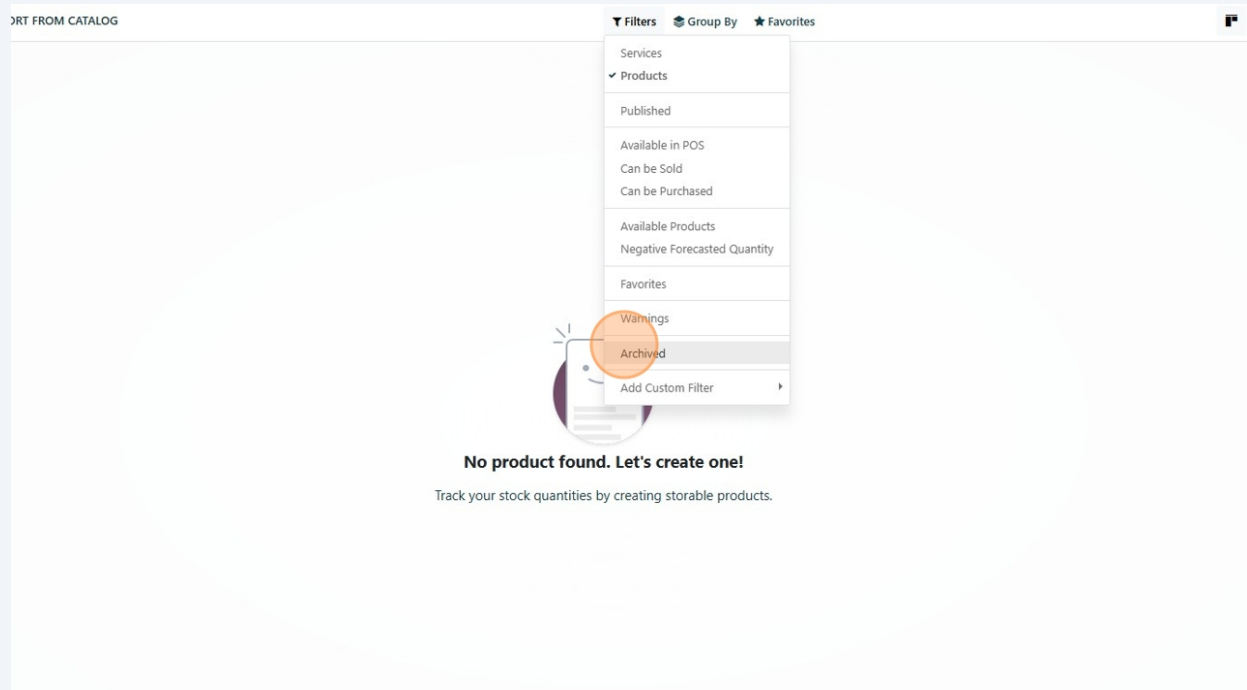 ORT FROM CATALOG
Filters Group By Favorites
Services
Products
Published
Available in POS
Can be Sold
Can be Purchased
Available Products
Negative Forecasted Quantity
Favorites
Warnings
Archived
Add Custom Filter
No product found. Let's create one!
Track your stock quantities by creating storable products.